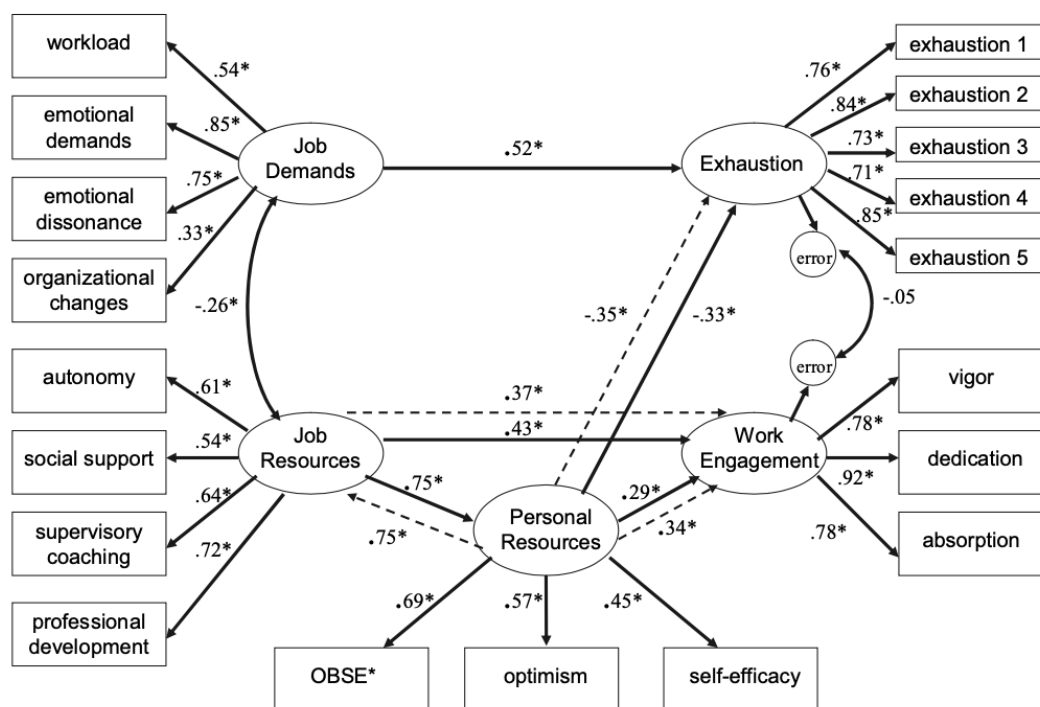 workload
exhaustion 1
.54*
.76*
emotional
demands
exhaustion 2
.85*
.84*
Job
Demands
.52*
Exhaustion
.73*
exhaustion 3
emotional
dissonance
.75*
.71*
exhaustion 4
.33*
.85*
exhaustion 5
organizational
changes
error
-.26*
-.35*
-.33*
-.05
error
autonomy
.61*
.37*
vigor
.78*
social support
.54*
Job
Resources
.43*
Work
Engagement
dedication
.92*
.64*
.75*
.29*
supervisory
coaching
.72*
.75*
Personal
Resources
.34*
.78*
absorption
professional
development
.69*
.57*
.45*
OBSE*
optimism
self-efficacy